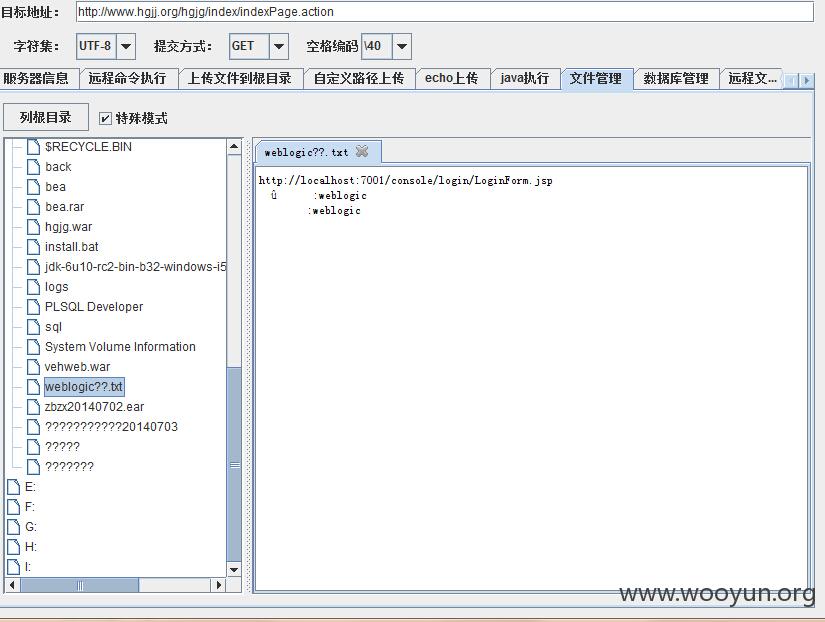 目标地址： http://www.hgjj.org/hgjg/index/indexPage.action
字符集： UTF-8 提交方式： GET 空格编码 \40
服务器信息 远程命令执行 上传文件到根目录 自定义路径上传 echo上传 java执行 文件管理 数据库管理 远程文...
列根目录 特殊模式
$RECYCLE.BIN
back
bea
bea.rar
hgjg.war
install.bat
jdk-6u10-rc2-bin-b32-windows-i5
logs
PLSQL Developer
sql
System Volume Information
vehweb.war
weblogic??.txt
zbzx20140702.ear
???????????20140703
?????
???????
E:
F:
G:
H:
I:
weblogic??.txt
http://localhost:7001/console/login/LoginForm.jsp
û :weblogic
:weblogic
www.wooyun.org